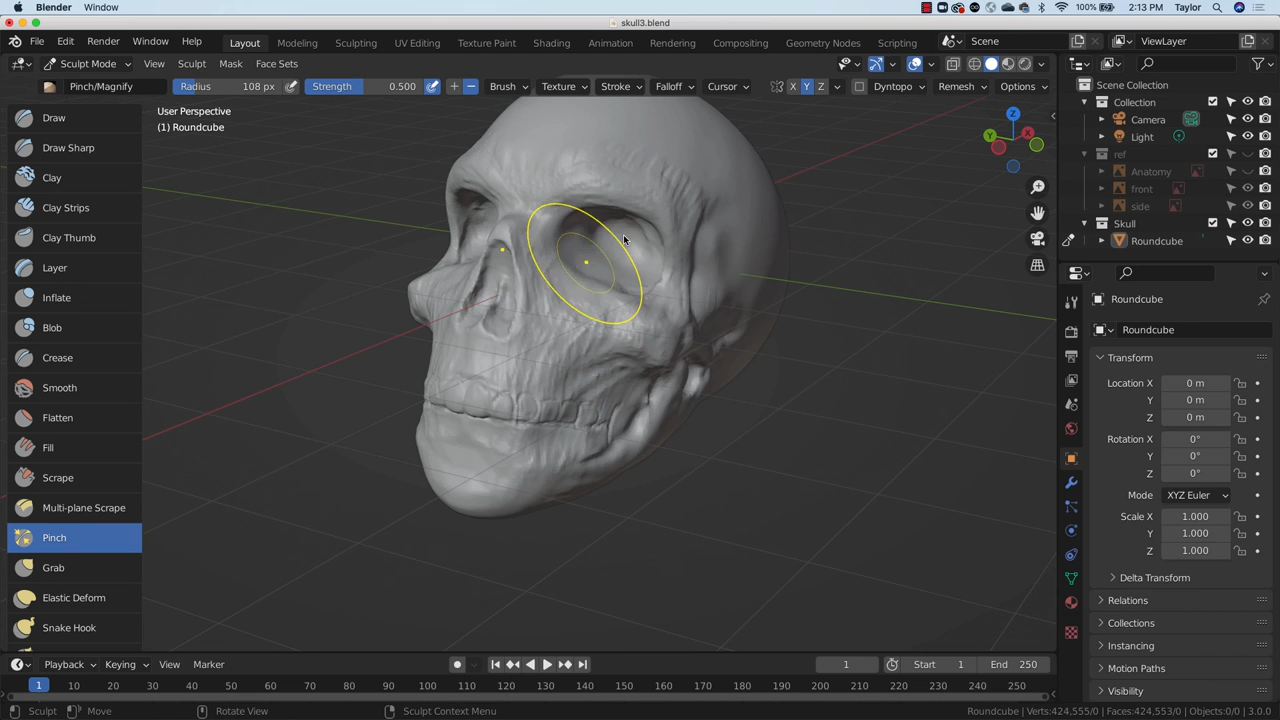 Blender Window 100% 2:13 PM Taylor
skull3.blend
File Edit Render Window Help Layout Modeling Sculpting UV Editing Texture Paint Shading Animation Rendering Compositing Geometry Nodes Scripting Scene ViewLayer
Sculpt Mode View Sculpt Mask Face Sets
Pinch/Magnify Radius 108 px Strength 0.500 Brush Texture Stroke Falloff Cursor X Y Z Dyntopo Remesh Options
User Perspective
(1) Roundcube
Draw
Draw Sharp
Clay
Clay Strips
Clay Thumb
Layer
Inflate
Blob
Crease
Smooth
Flatten
Fill
Scrape
Multi-plane Scrape
Pinch
Grab
Elastic Deform
Snake Hook
Z
Y
X
Scene Collection
Collection
Camera
Light
ref
Anatomy
front
side
Skull
Roundcube
Roundcube
Roundcube
Transform
Location X 0 m
Y 0 m
Z 0 m
Rotation X 0°
Y 0°
Z 0°
Mode XYZ Euler
Scale X 1.000
Y 1.000
Z 1.000
Delta Transform
Relations
Collections
Instancing
Motion Paths
Visibility
Playback Keying View Marker 1 Start 1 End 250
1 10 20 30 40 50 60 70 80 90 100 110 120 130 140 150 160 170 180 190 200 210 220 230 240 250
Sculpt Move Rotate View Sculpt Context Menu Roundcube | Verts:424,555/0 | Faces:424,553/0 | Objects:0/0 | 3.0.0